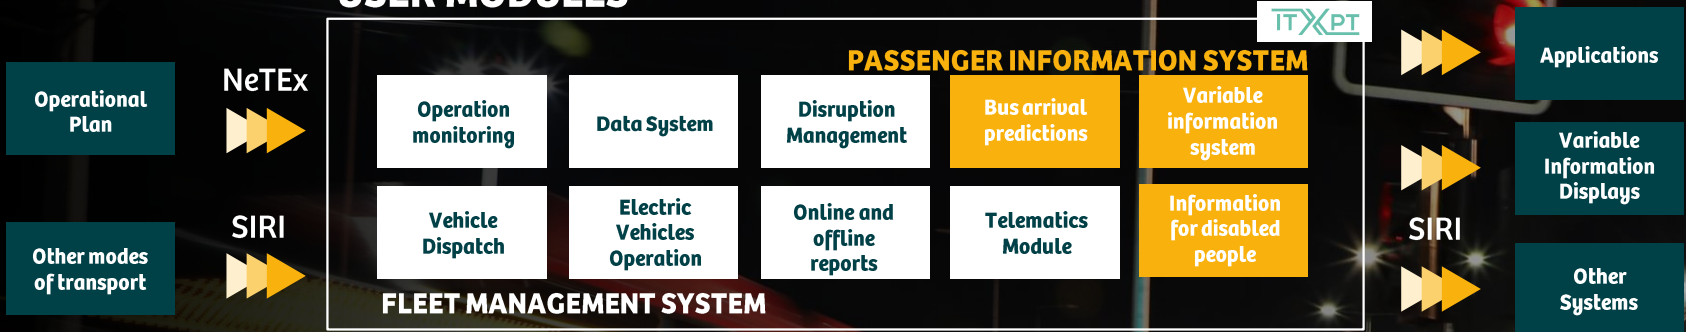 USER MODULES
ITXPT
PASSENGER INFORMATION SYSTEM
Operational
Plan
NeTEx
Operation
monitoring
Data System
Disruption
Management
Bus arrival
predictions
Variable
information
system
Applications
Variable
Information
Displays
Other modes
of transport
SIRI
Vehicle
Dispatch
Electric
Vehicles
Operation
Online and
offline
reports
Telematics
Module
Information
for disabled
people
SIRI
Other
Systems
FLEET MANAGEMENT SYSTEM